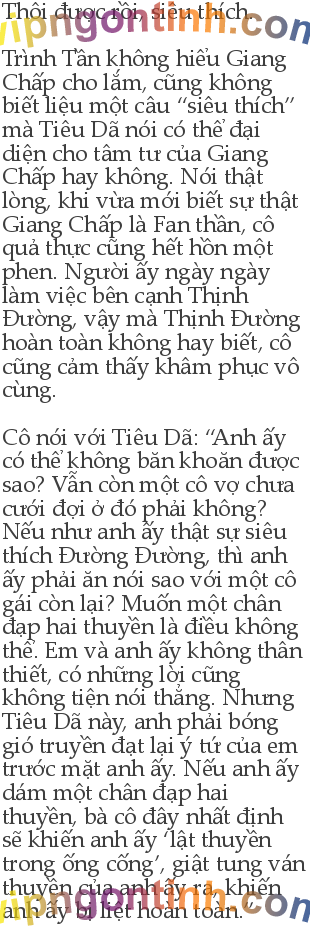 Thôi được rồi, siêu thích.
vipngontinh.com
Trình Tân không hiểu Giang
Chấp cho lắm, cũng không
biết liệu một câu “siêu thích”
mà Tiêu Dã nói có thể đại
diện cho tâm tư của Giang
Chấp hay không. Nói thật
lòng, khi vừa mới biết sự thật
Giang Chấp là Fan thần, cô
quả thực cũng hết hồn một
phen. Người ấy ngày ngày
làm việc bên cạnh Thịnh
Đường, vậy mà Thịnh Đường
hoàn toàn không hay biết, cô
cũng cảm thấy khâm phục vô
cùng.
Cô nói với Tiêu Dã: “Anh ấy
có thể không băn khoăn được
sao? Vẫn còn một cô vợ chưa
cưới đợi ở đó phải không?
Nếu như anh ấy thật sự siêu
thích Đường Đường, thì anh
ấy phải ăn nói sao với một cô
gái còn lại? Muốn một chân
đạp hai thuyền là điều không
thể. Em và anh ấy không thân
thiết, có những lời cũng
không tiện nói thẳng. Nhưng
Tiêu Dã này, anh phải bóng
gió truyền đạt lại ý tứ của em
trước mặt anh ấy. Nếu anh ấy
dám một chân đạp hai
thuyền, bà cô đây nhất định
sẽ khiến anh ấy ‘lật thuyền
trong ống cống’, giật tung ván
thuyền của anh ấy ra, khiến
anh ấy bị liệt hoàn toàn.”
vipngontinh.com